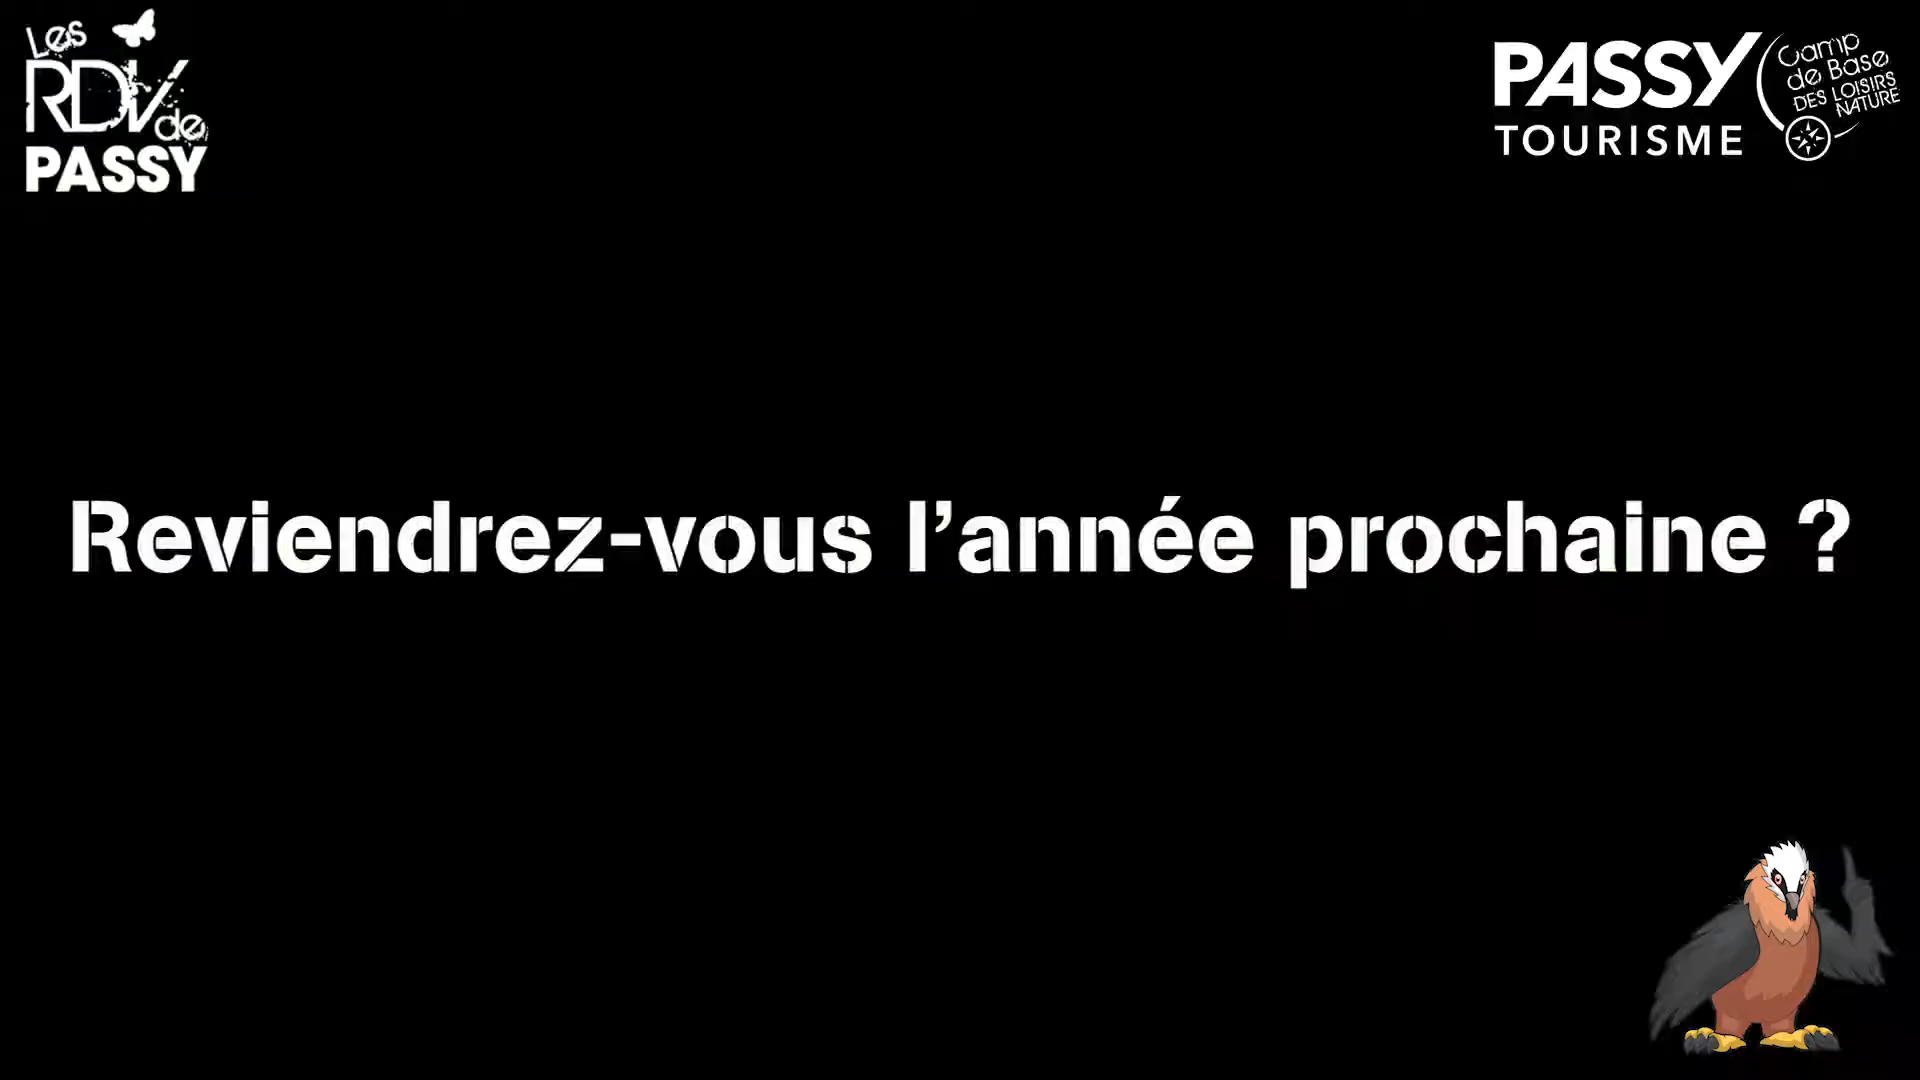 Les
RDV de
PASSY
PASSY
TOURISME
Camp
de Base
DES LOISIRS
NATURE
Reviendrez-vous l’année prochaine ?